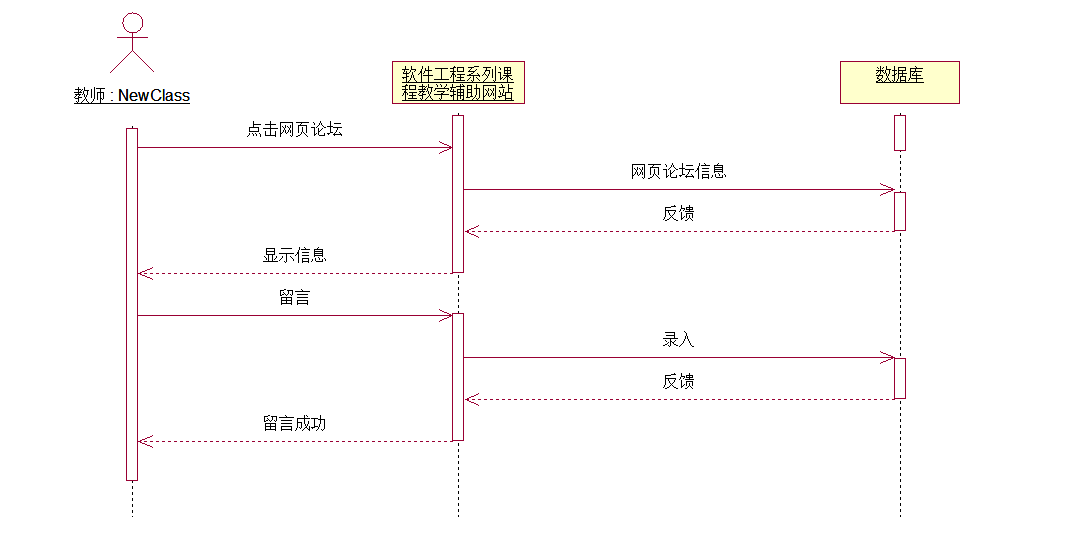 教师 : NewClass
软件工程系列课
程教学辅助网站
数据库
点击网页论坛
网页论坛信息
反馈
显示信息
留言
录入
反馈
留言成功